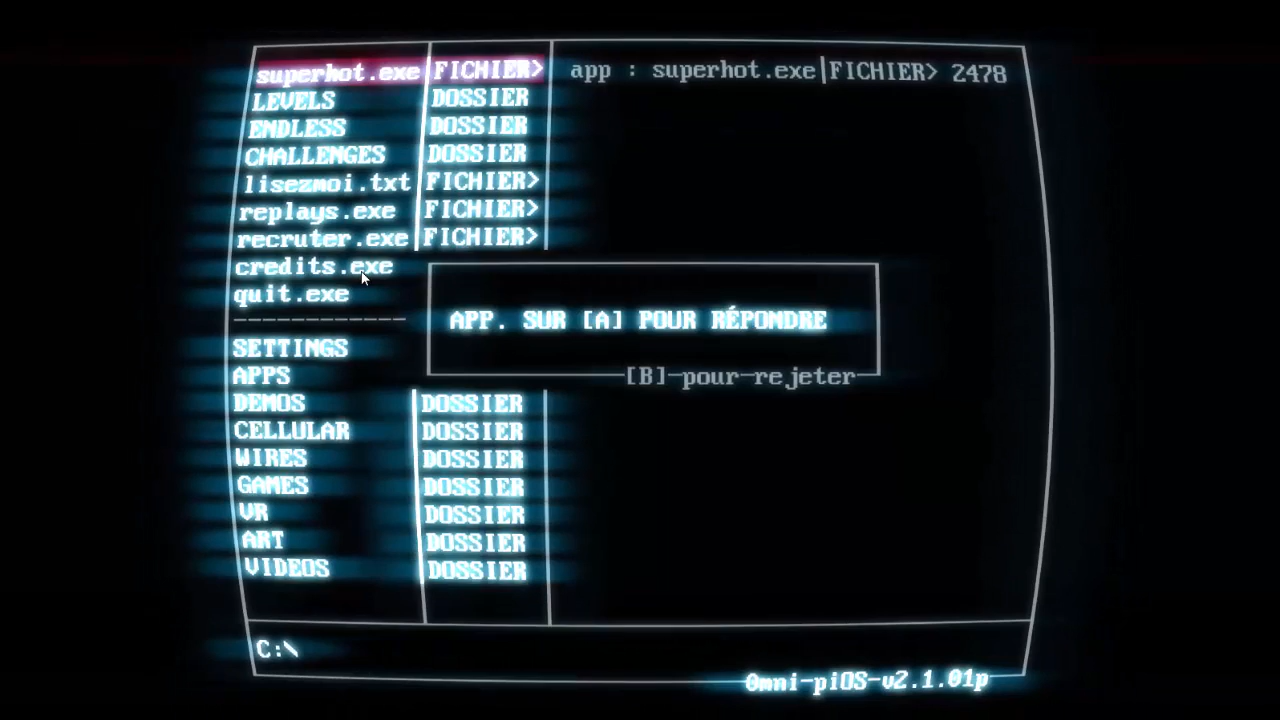 superhot.exe FICHIER> app : superhot.exe|FICHIER> 2478
LEVELS DOSSIER
ENDLESS DOSSIER
CHALLENGES DOSSIER
lisezmoi.txt FICHIER>
replays.exe FICHIER>
recruter.exe FICHIER>
credits.exe
quit.exe
APP. SUR [A] POUR RÉPONDRE
SETTINGS
APPS
[B] pour rejeter
DEMOS DOSSIER
CELLULAR DOSSIER
WIRES DOSSIER
GAMES DOSSIER
VR DOSSIER
ART DOSSIER
VIDEOS DOSSIER
C:\
Omni-piOS-v2.1.01p